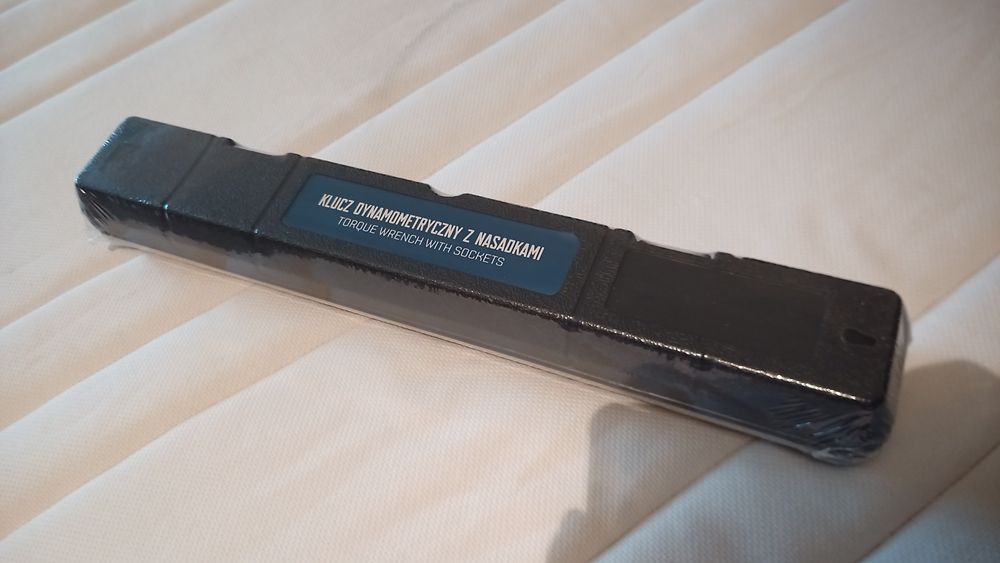 KLUCZ DYNAMOMETRYCZNY Z NASADKAMI
TORQUE WRENCH WITH SOCKETS